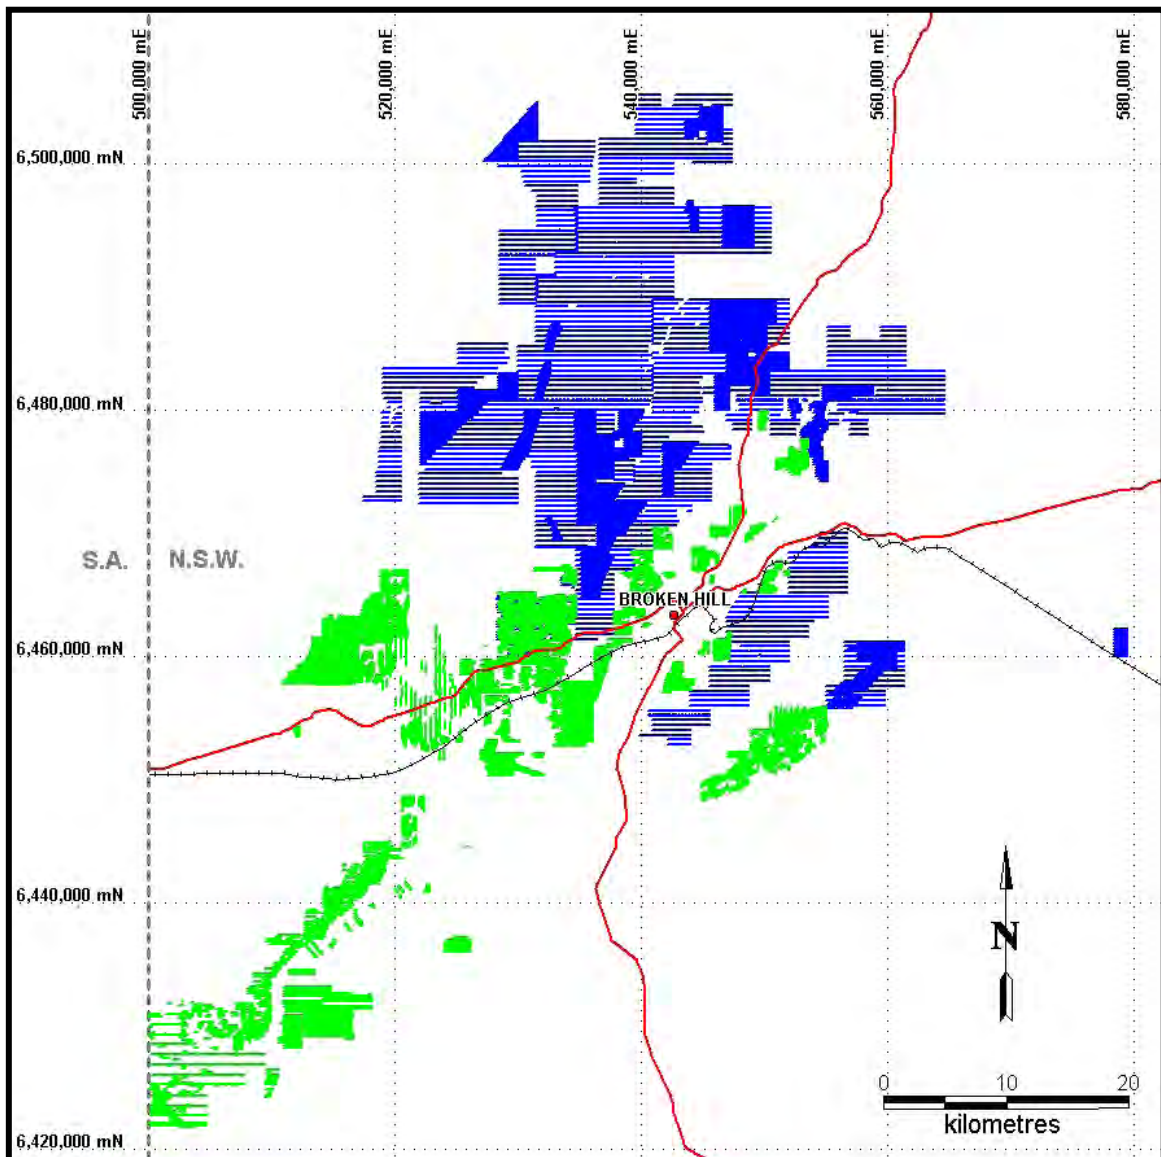 500,000 mE
520,000 mE
540,000 mE
560,000 mE
580,000 mE
6,500,000 mN
6,480,000 mN
S.A.
N.S.W.
BROKEN HILL
6,460,000 mN
6,440,000 mN
N
0 10 20
kilometres
6,420,000 mN